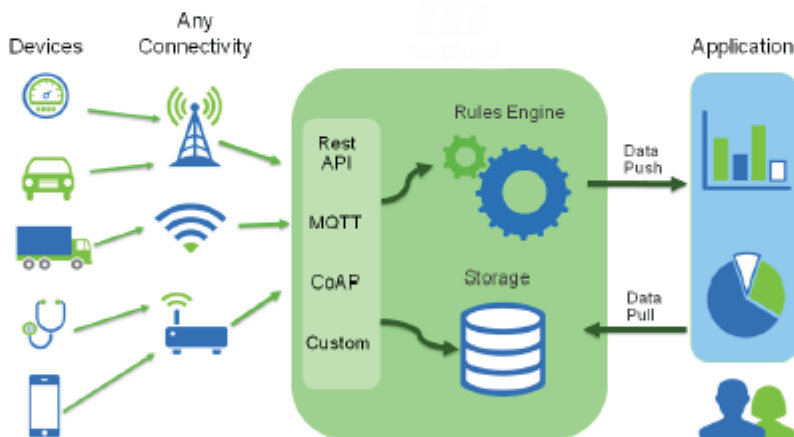 Devices
Any
Connectivity
Application
Rest
API
MQTT
CoAP
Custom
Rules Engine
Storage
Data
Push
Data
Pull